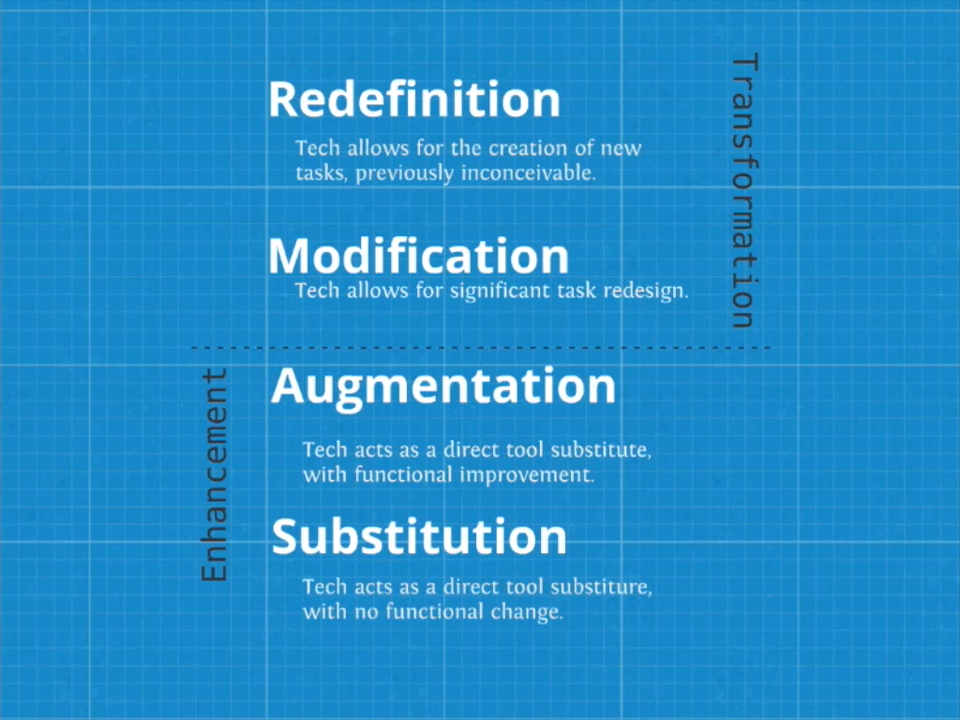 Redefinition
Tech allows for the creation of new
tasks, previously inconceivable.
Transformation
Modification
Tech allows for significant task redesign.
Augmentation
Tech acts as a direct tool substitute,
with functional improvement.
Enhancement
Substitution
Tech acts as a direct tool substiture,
with no functional change.